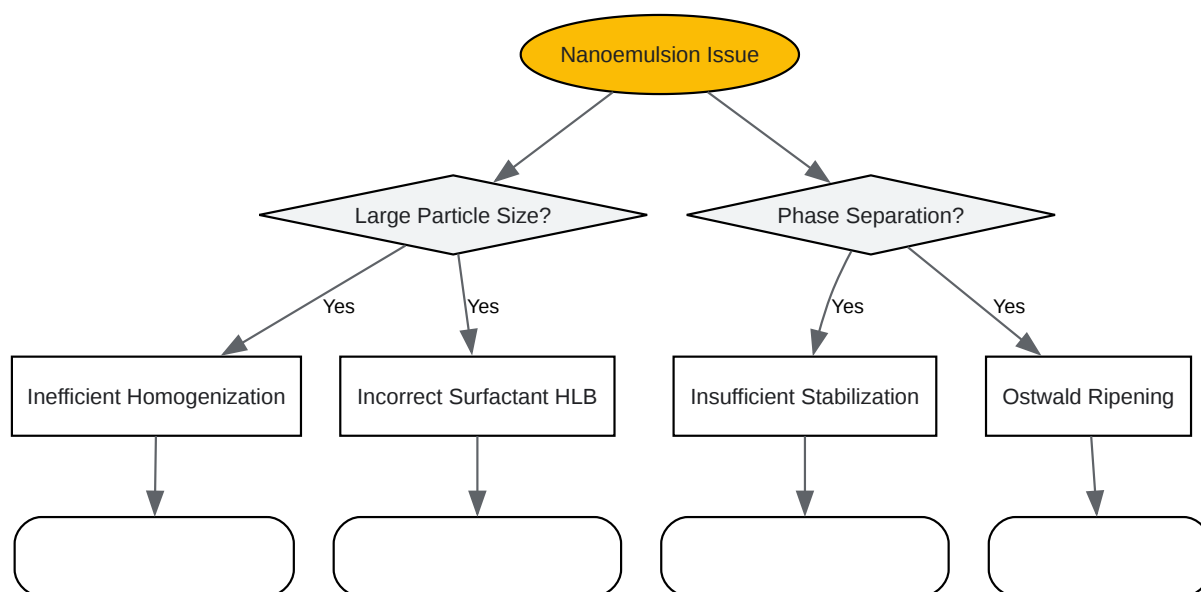 Nanoemulsion Issue
Large Particle Size?
Phase Separation?
Yes
Yes
Yes
Yes
Inefficient Homogenization
Incorrect Surfactant HLB
Insufficient Stabilization
Ostwald Ripening